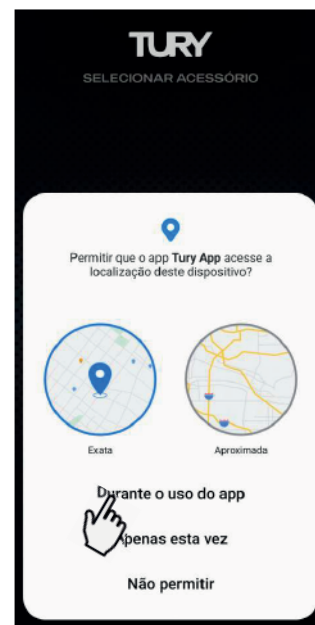 TURY
SELECIONAR ACESSÓRIO
Permitir que o app Tury App acesse a
localização deste dispositivo?
Exata Aproximada
Durante o uso do app
Apenas esta vez
Não permitir